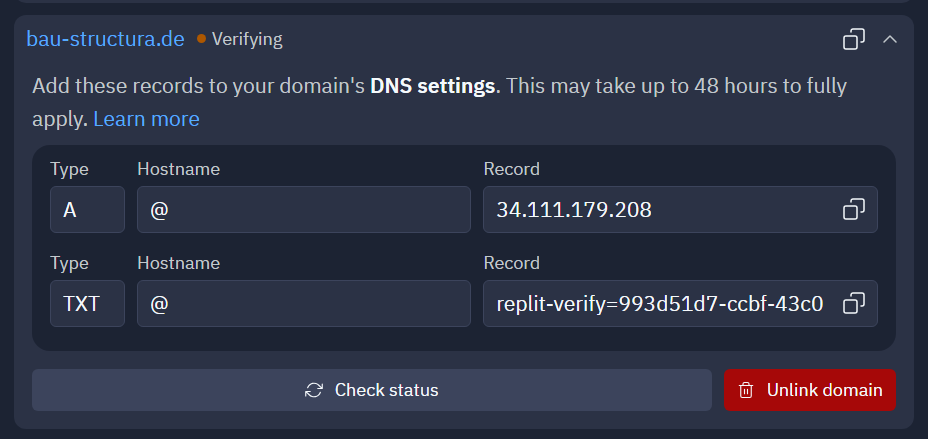 bau-structura.de Verifying
Add these records to your domain's DNS settings. This may take up to 48 hours to fully
apply. Learn more
Type Hostname Record
A @ 34.111.179.208
Type Hostname Record
TXT @ replit-verify=993d51d7-ccbf-43c0
Check status Unlink domain